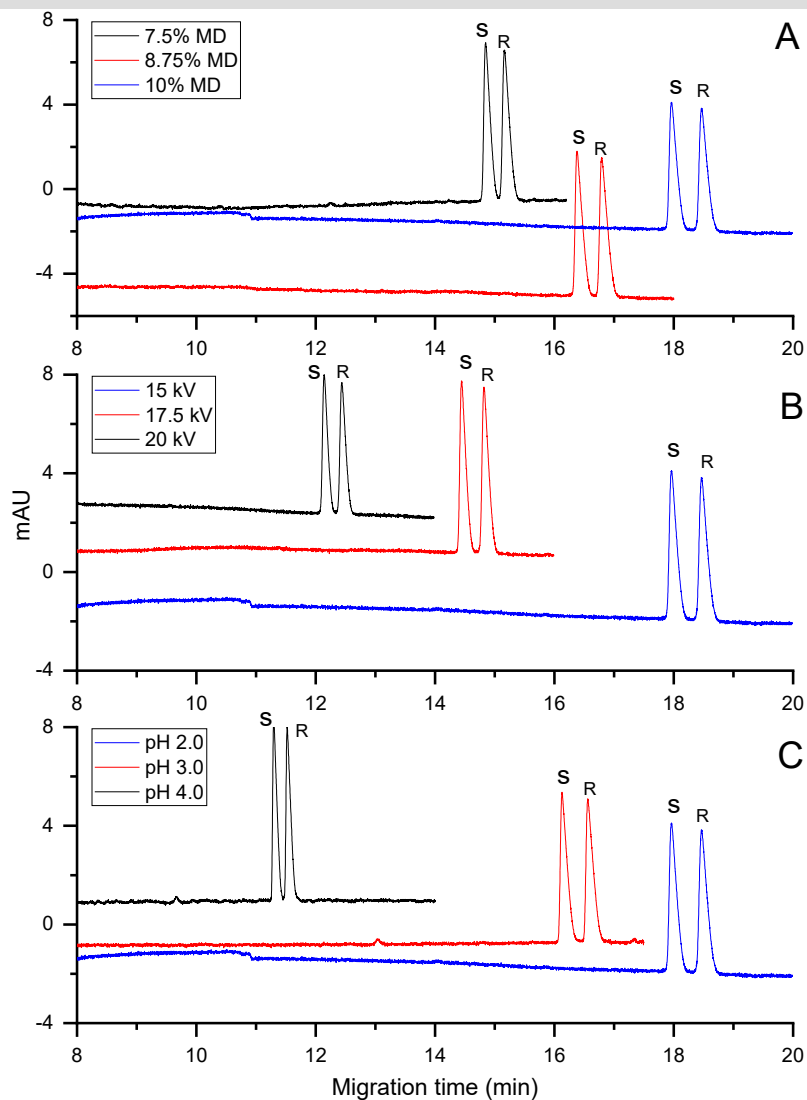 A
7.5% MD
8.75% MD
10% MD
S R
S R
S R
8
4
0
-4
8 10 12 14 16 18 20
B
15 kV
17.5 kV
20 kV
S R
S R
S R
8
4
0
-4
mAU
8 10 12 14 16 18 20
C
pH 2.0
pH 3.0
pH 4.0
S R
S R
S R
8
4
0
-4
8 10 12 14 16 18 20
Migration time (min)